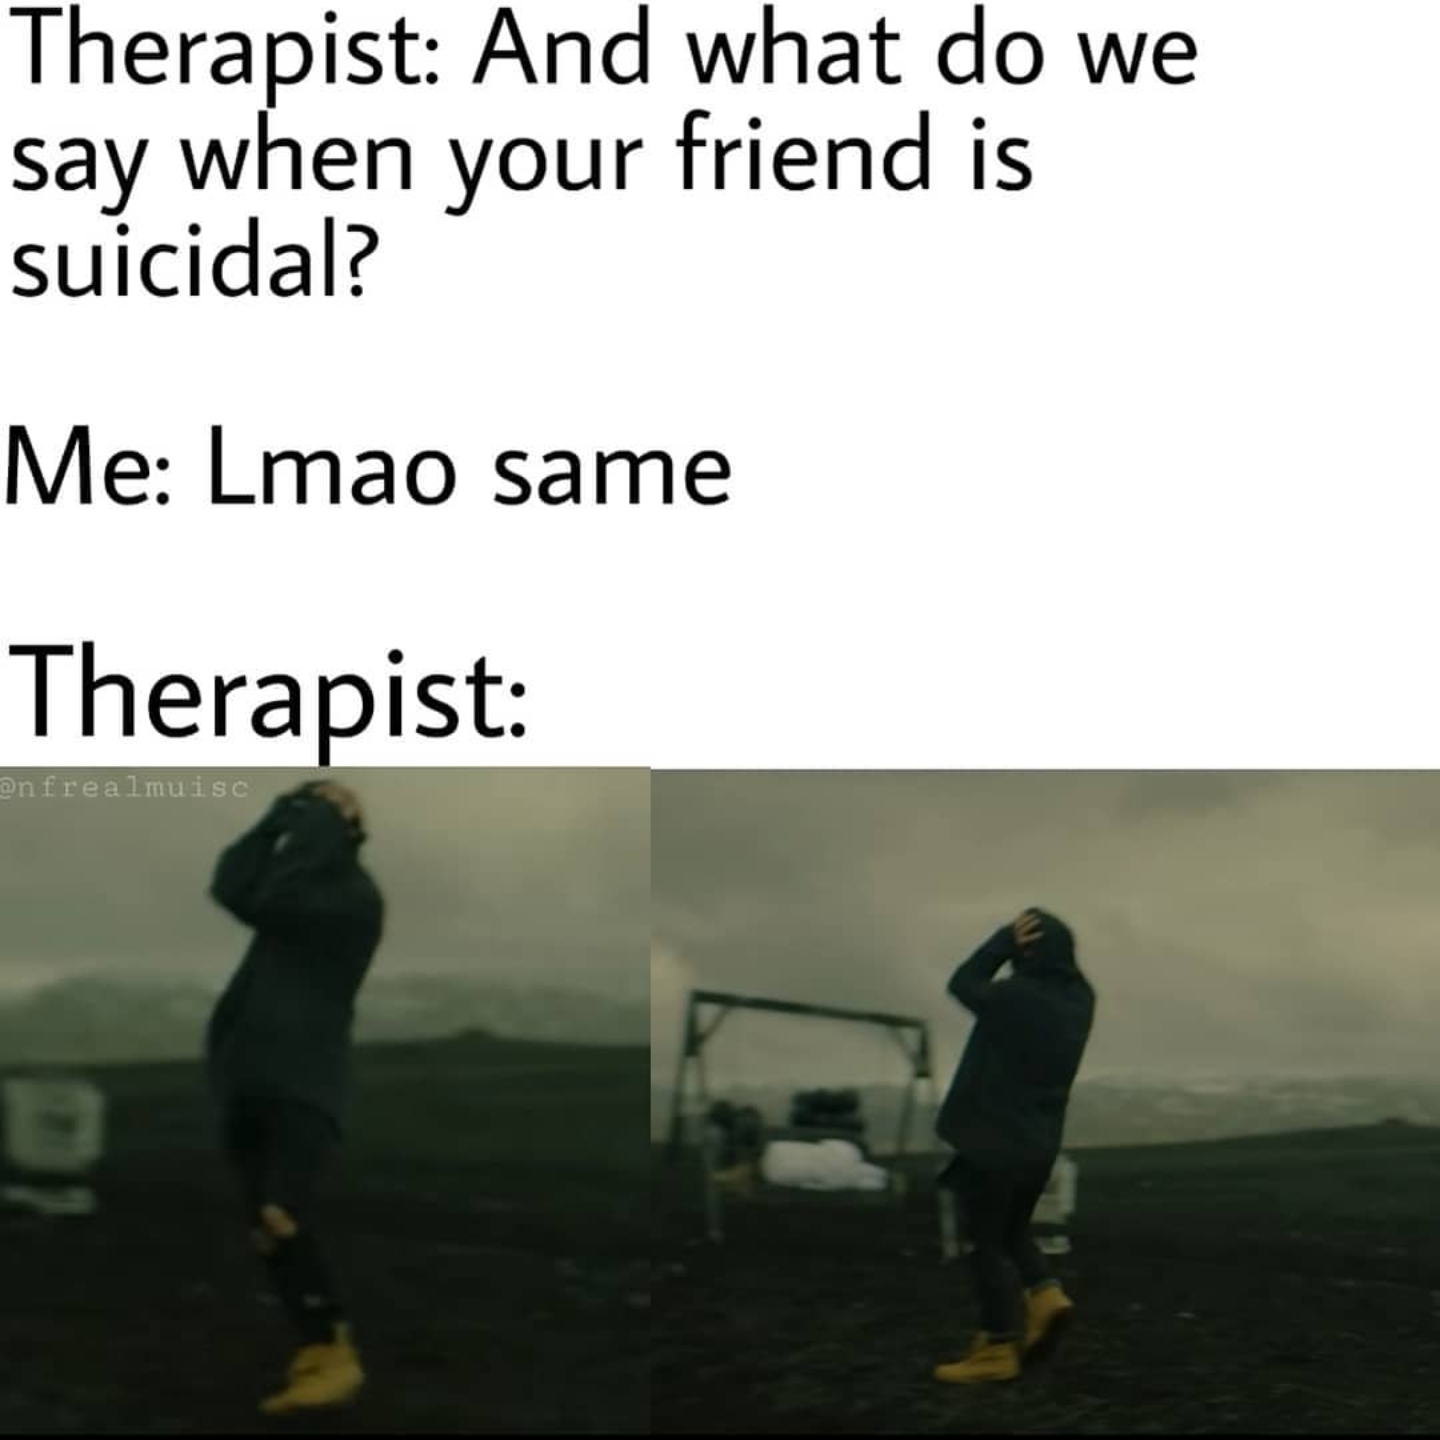 Therapist: And what do we
say when your friend is
suicidal?
Me: Lmao same
Therapist:
@nfrealmuisc